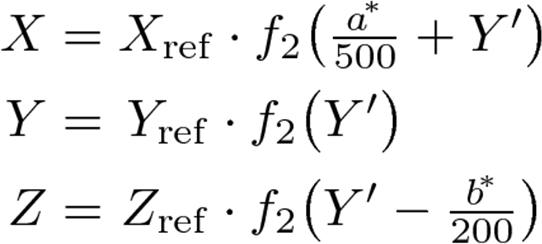 X = X_ref · f_2(a*/500 + Y′)
Y = Y_ref · f_2(Y′)
Z = Z_ref · f_2(Y′ − b*/200)